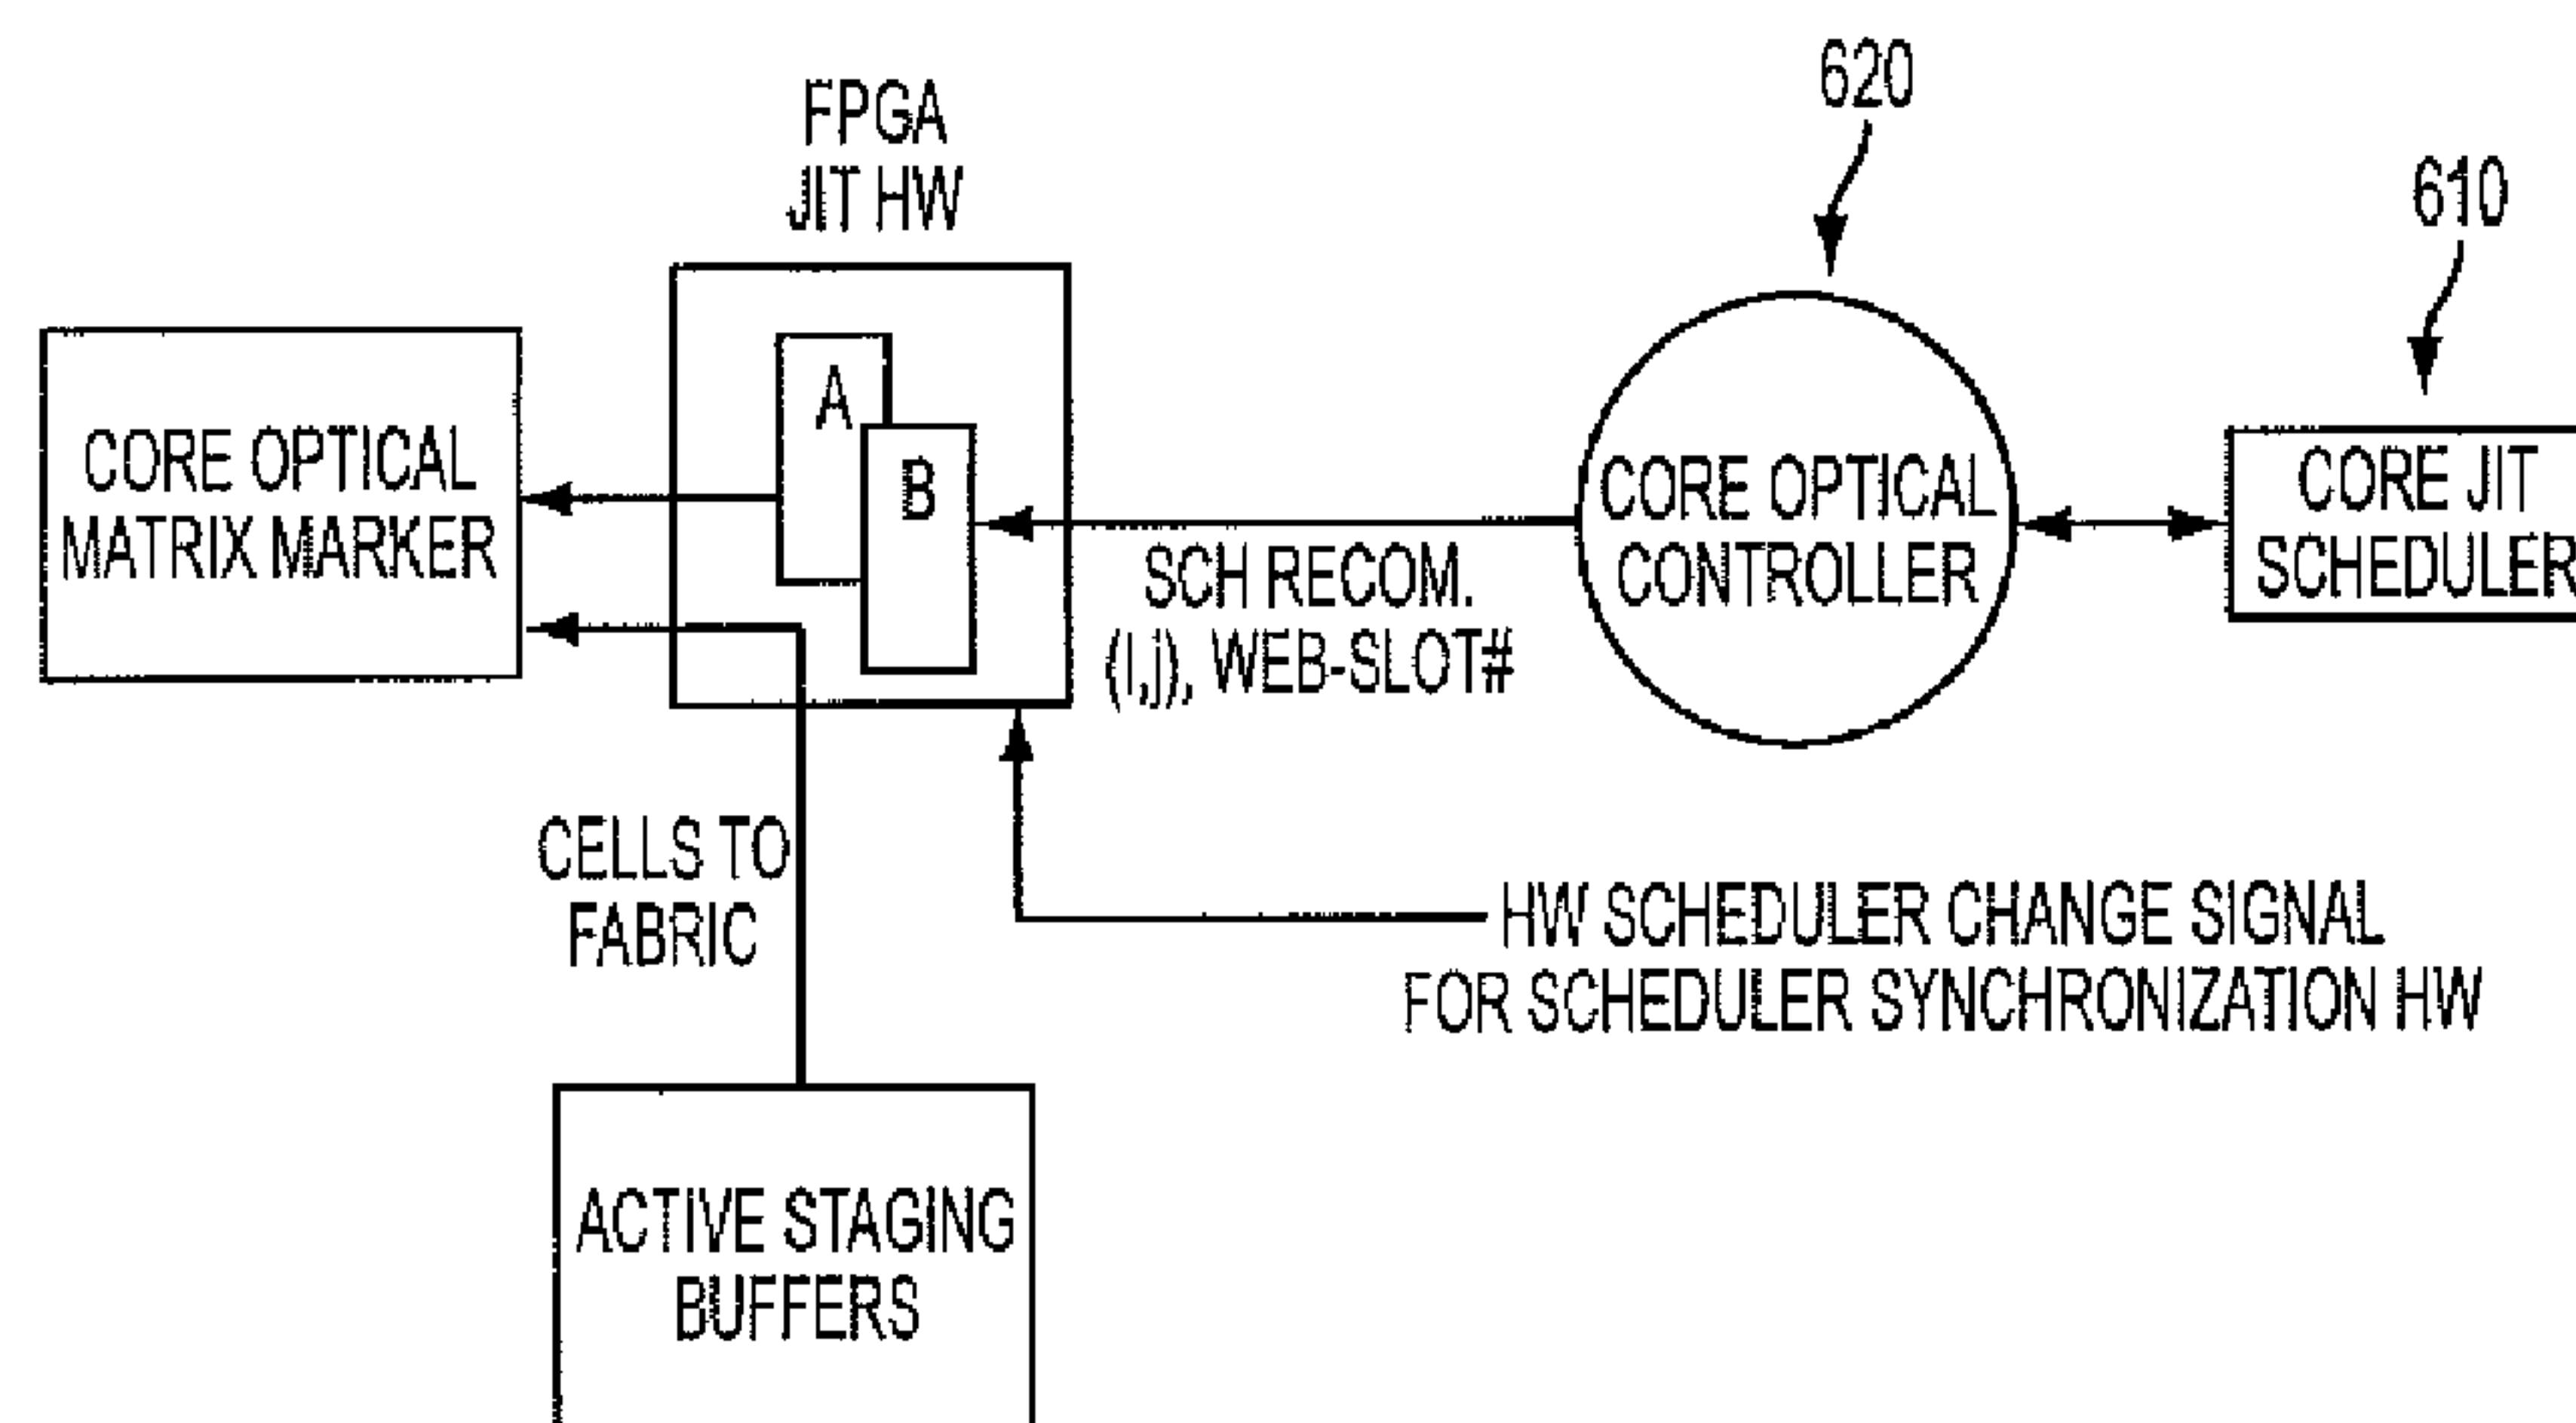 620
FPGA
JIT HW
610
A
B
CORE OPTICAL
MATRIX MARKER
CORE OPTICAL
CONTROLLER
CORE JIT
SCHEDULER
SCH RECOM.
(I,j), WEB-SLOT#
CELLS TO
FABRIC
HW SCHEDULER CHANGE SIGNAL
FOR SCHEDULER SYNCHRONIZATION HW
ACTIVE STAGING
BUFFERS